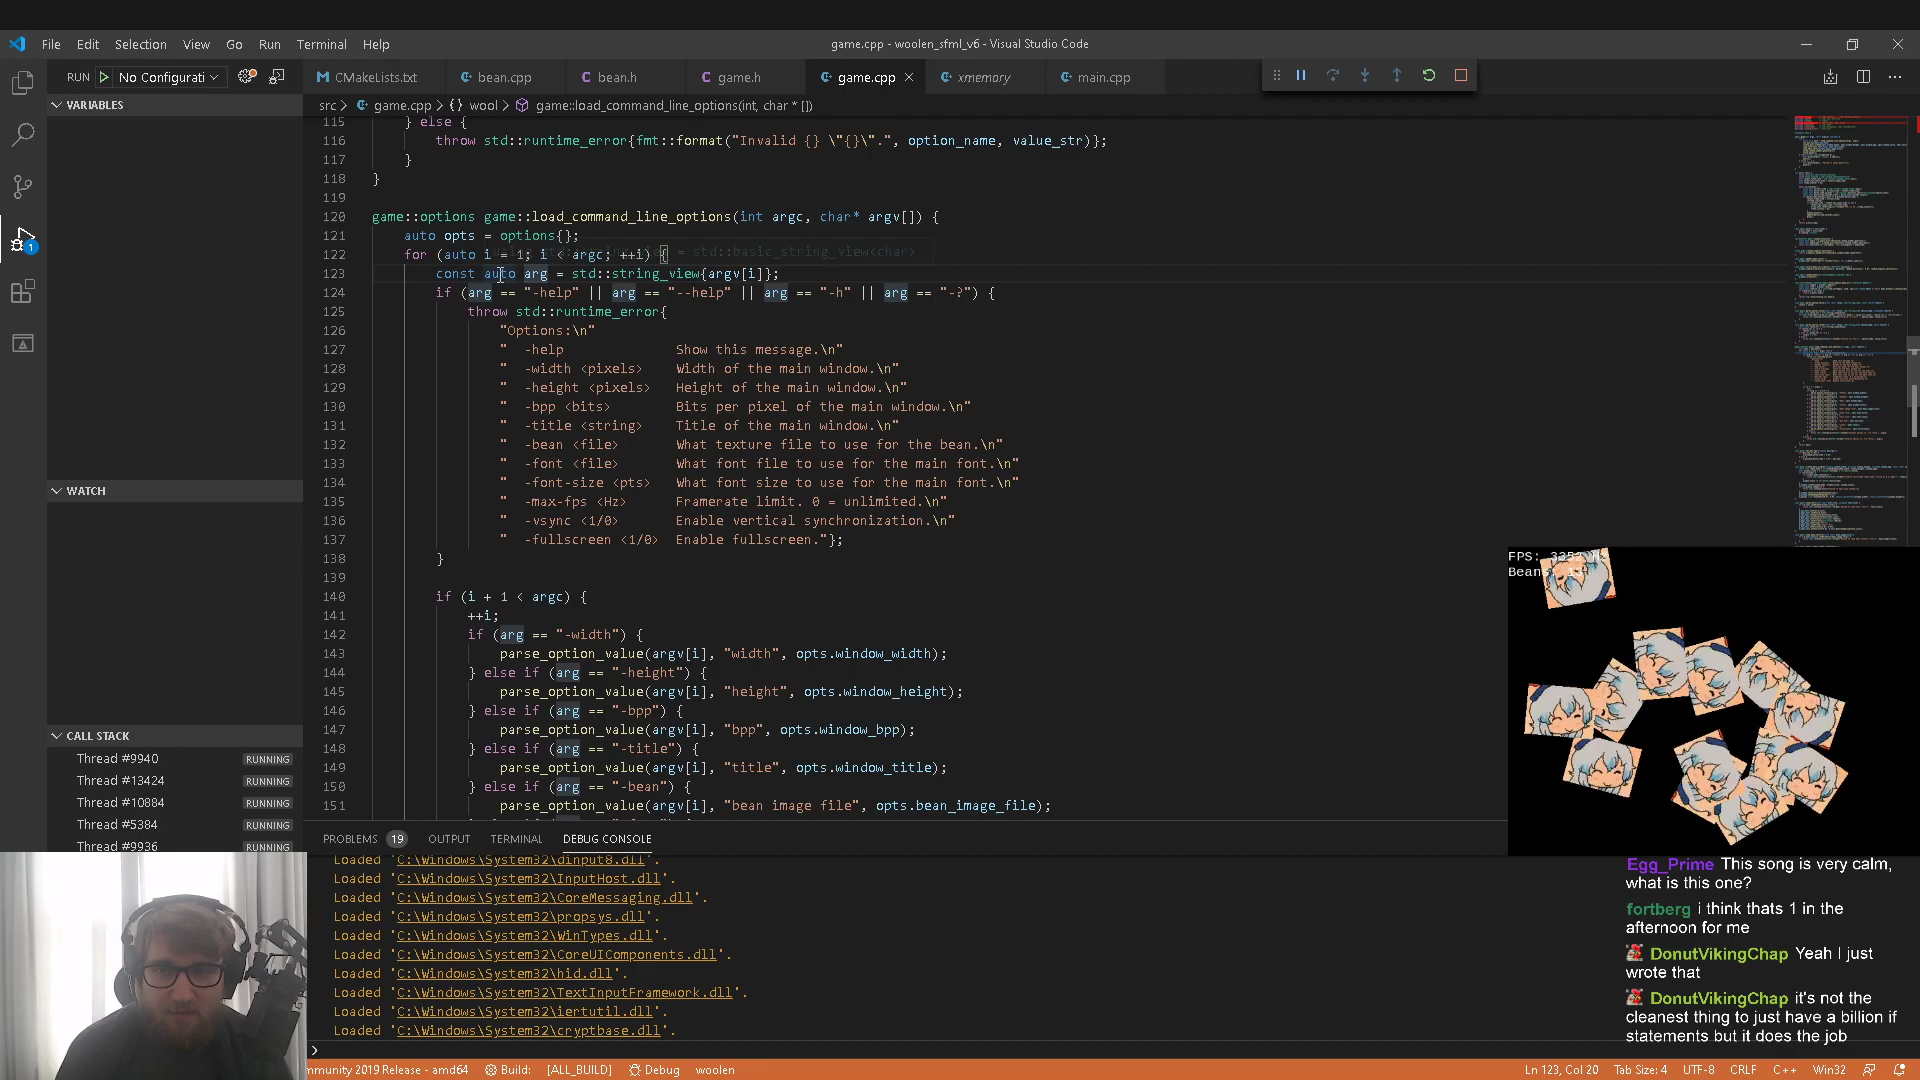 File Edit Selection View Go Run Terminal Help
game.cpp - woolen_sfml_v6 - Visual Studio Code
RUN No Configurati
CMakeLists.txt
bean.cpp
bean.h
game.h
game.cpp
xmemory
main.cpp
VARIABLES
src > game.cpp > {} wool > game::load_command_line_options(int, char * [])
115 } else {
116 throw std::runtime_error{fmt::format("Invalid {} \"{}\".", option_name, value_str)};
117 }
118 }
119
120 game::options game::load_command_line_options(int argc, char* argv[]) {
121 auto opts = options{};
122 for (auto i = 1; i < argc; ++i) {
= std::basic_string_view<char>
123 const auto arg = std::string_view{argv[i]};
124 if (arg == "-help" || arg == "--help" || arg == "-h" || arg == "-?") {
125 throw std::runtime_error{
126 "Options:\n"
127 " -help Show this message.\n"
128 " -width <pixels> Width of the main window.\n"
129 " -height <pixels> Height of the main window.\n"
130 " -bpp <bits> Bits per pixel of the main window.\n"
131 " -title <string> Title of the main window.\n"
132 " -bean <file> What texture file to use for the bean.\n"
133 " -font <file> What font file to use for the main font.\n"
134 " -font-size <pts> What font size to use for the main font.\n"
135 " -max-fps <Hz> Framerate limit. 0 = unlimited.\n"
136 " -vsync <1/0> Enable vertical synchronization.\n"
137 " -fullscreen <1/0> Enable fullscreen."};
138 }
139
140 if (i + 1 < argc) {
141 ++i;
142 if (arg == "-width") {
143 parse_option_value(argv[i], "width", opts.window_width);
144 } else if (arg == "-height") {
145 parse_option_value(argv[i], "height", opts.window_height);
146 } else if (arg == "-bpp") {
147 parse_option_value(argv[i], "bpp", opts.window_bpp);
148 } else if (arg == "-title") {
149 parse_option_value(argv[i], "title", opts.window_title);
150 } else if (arg == "-bean") {
151 parse_option_value(argv[i], "bean image file", opts.bean_image_file);
WATCH
CALL STACK
Thread #9940 RUNNING
Thread #13424 RUNNING
Thread #10884 RUNNING
Thread #5384 RUNNING
Thread #9936 RUNNING
1
FPS:
Beans
PROBLEMS 19 OUTPUT TERMINAL DEBUG CONSOLE
Loaded 'C:\Windows\System32\dinput8.dll'.
Loaded 'C:\Windows\System32\InputHost.dll'.
Loaded 'C:\Windows\System32\CoreMessaging.dll'.
Loaded 'C:\Windows\System32\propsys.dll'.
Loaded 'C:\Windows\System32\WinTypes.dll'.
Loaded 'C:\Windows\System32\CoreUIComponents.dll'.
Loaded 'C:\Windows\System32\hid.dll'.
Loaded 'C:\Windows\System32\TextInputFramework.dll'.
Loaded 'C:\Windows\System32\iertutil.dll'.
Loaded 'C:\Windows\System32\cryptbase.dll'.
Egg_Prime This song is very calm,
what is this one?
fortberg i think thats 1 in the
afternoon for me
DonutVikingChap Yeah I just
wrote that
DonutVikingChap it's not the
cleanest thing to just have a billion if
statements but it does the job
mmunity 2019 Release - amd64 Build: [ALL_BUILD] Debug woolen
Ln 123, Col 20 Tab Size: 4 UTF-8 CRLF C++ Win32